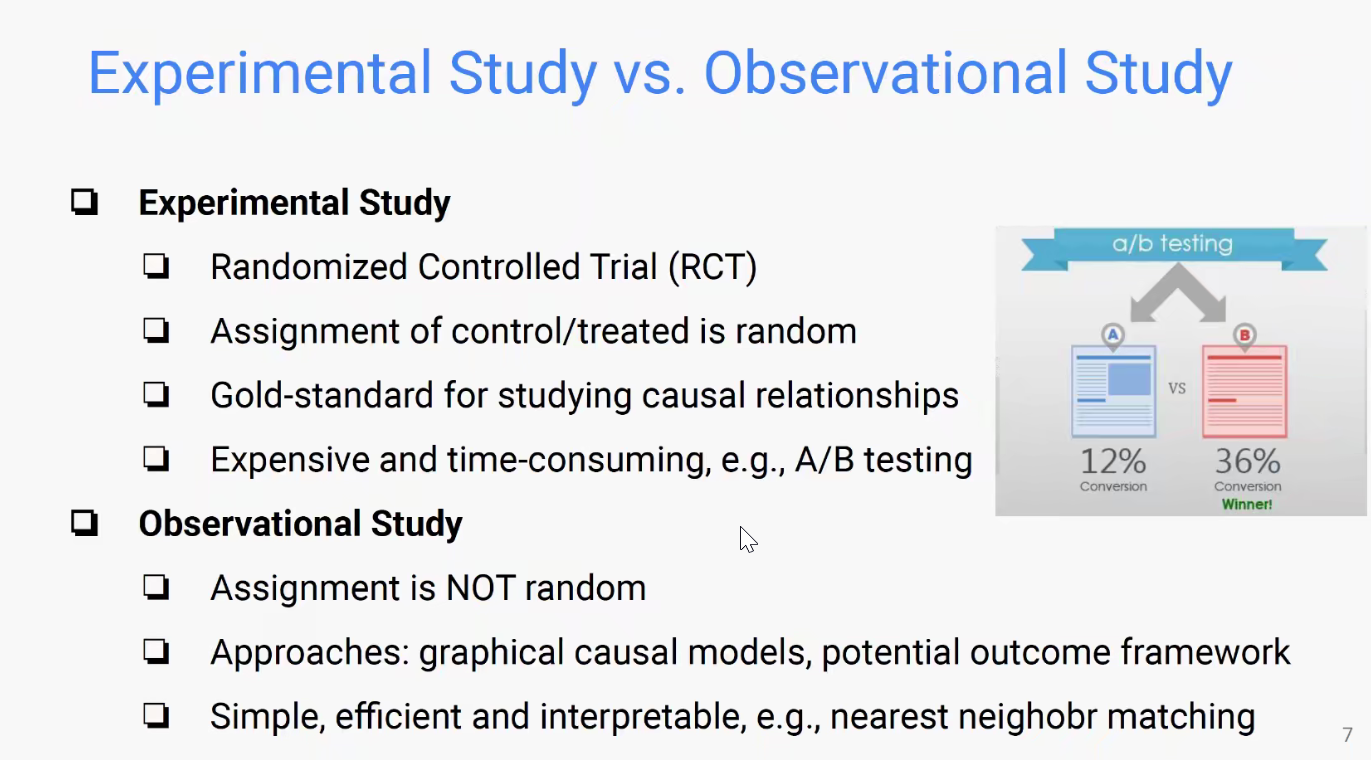 Experimental Study vs. Observational Study
Experimental Study
Randomized Controlled Trial (RCT)
Assignment of control/treated is random
Gold-standard for studying causal relationships
Expensive and time-consuming, e.g., A/B testing
a/b testing
A
B
VS
12%
36%
Conversion
Conversion
Winner!
Observational Study
Assignment is NOT random
Approaches: graphical causal models, potential outcome framework
Simple, efficient and interpretable, e.g., nearest neighobr matching
7